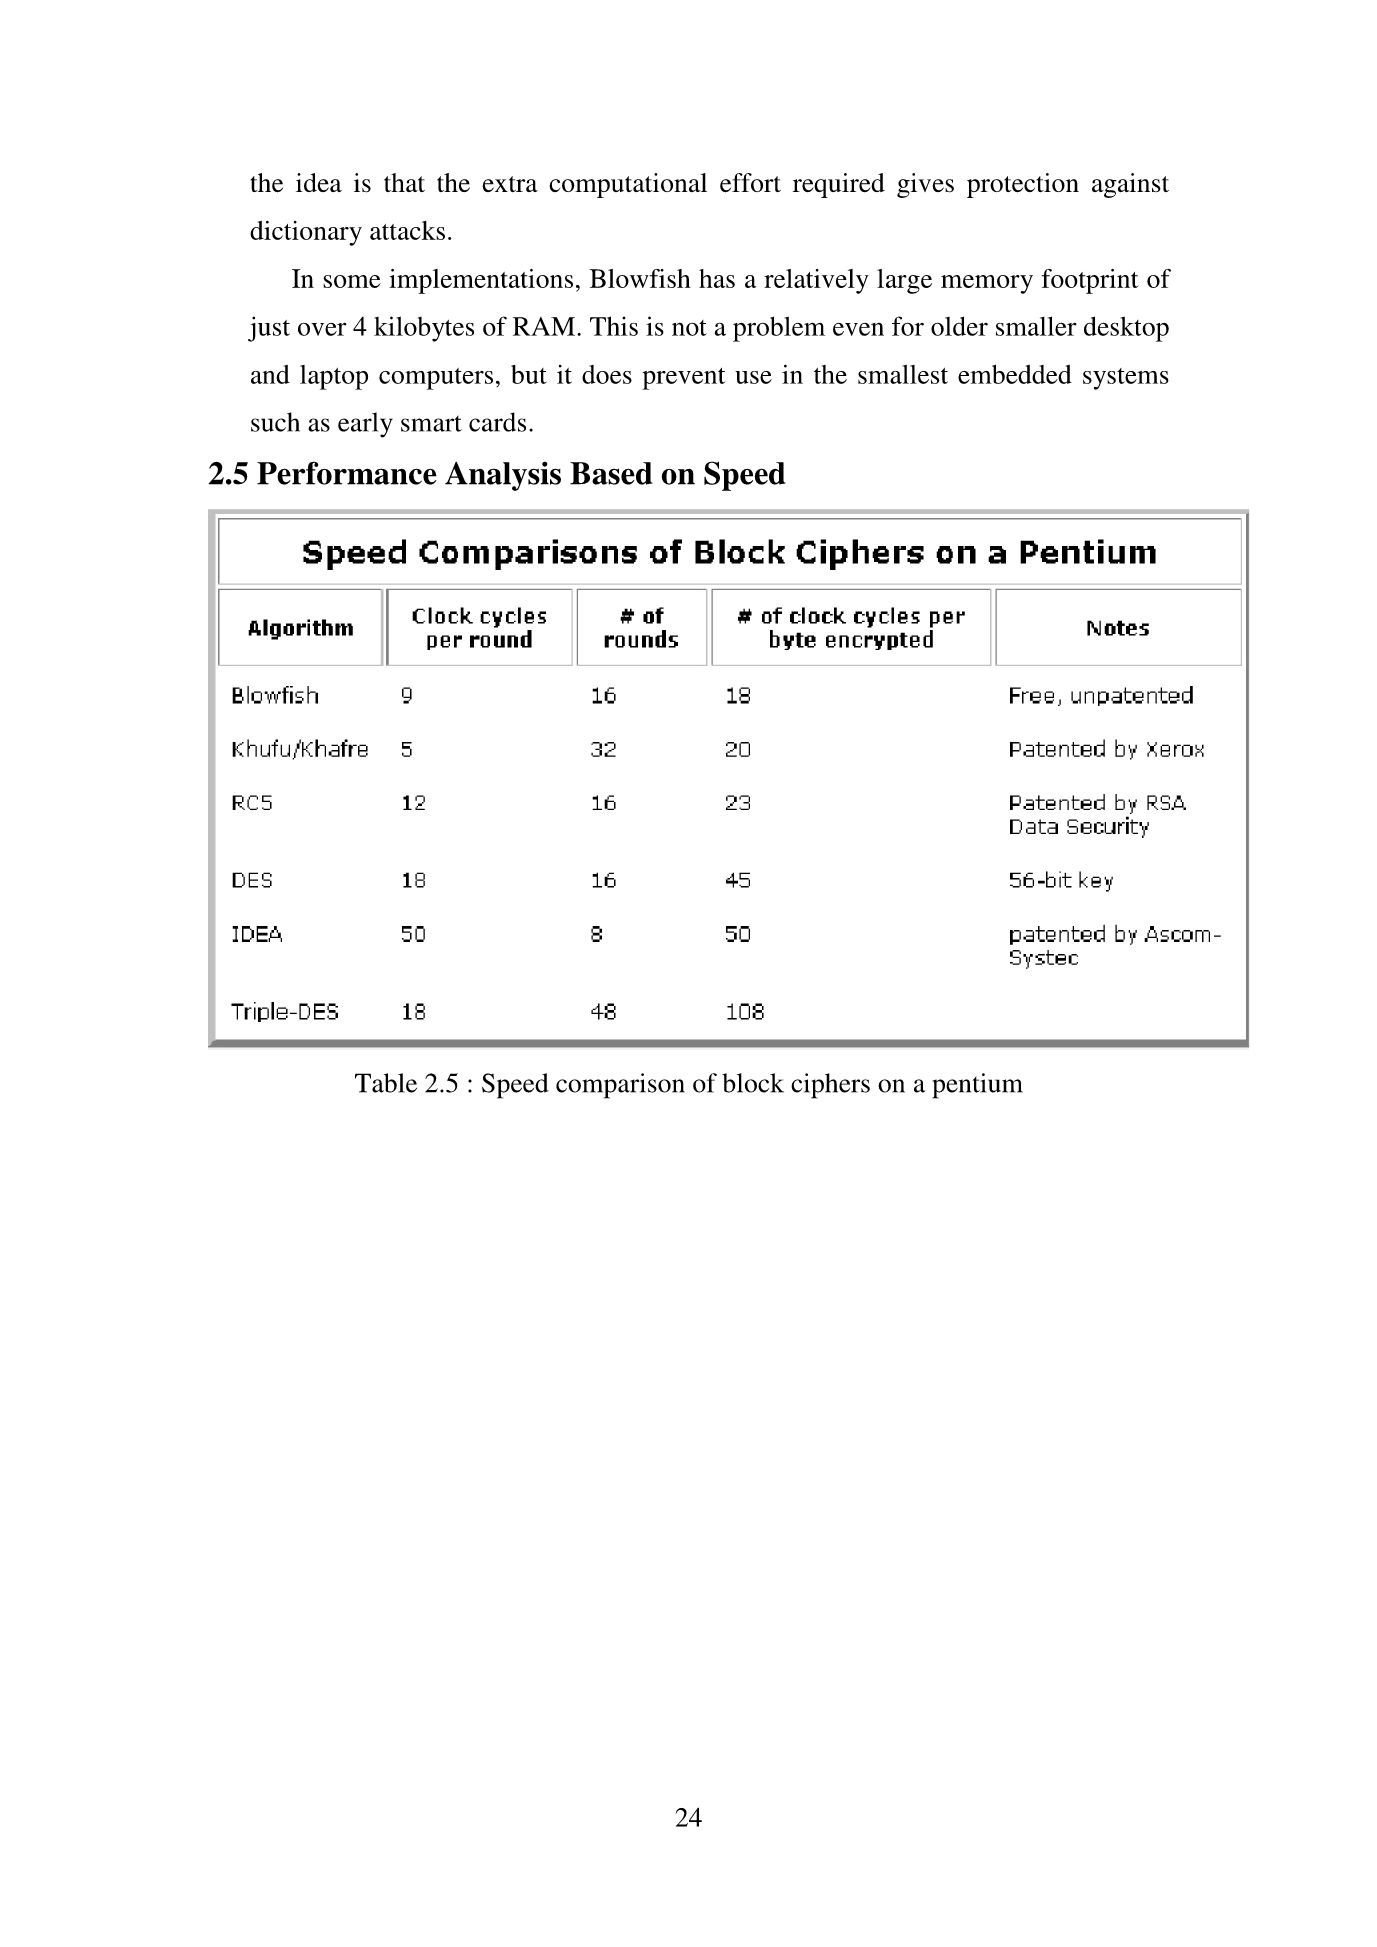 the idea is that the extra computational effort required gives protection against
dictionary attacks.
In some implementations, Blowfish has a relatively large memory footprint of
just over 4 kilobytes of RAM. This is not a problem even for older smaller desktop
and laptop computers, but it does prevent use in the smallest embedded systems
such as early smart cards.
2.5 Performance Analysis Based on Speed
Speed Comparisons of Block Ciphers on a Pentium
Algorithm Clock cycles per round # of rounds # of clock cycles per byte encrypted Notes
Blowfish 9 16 18 Free, unpatented
Khufu/Khafre 5 32 20 Patented by Xerox
RC5 12 16 23 Patented by RSA
Data Security
DES 18 16 45 56-bit key
IDEA 50 8 50 patented by Ascom-
Systec
Triple-DES 18 48 108
Table 2.5 : Speed comparison of block ciphers on a pentium
24